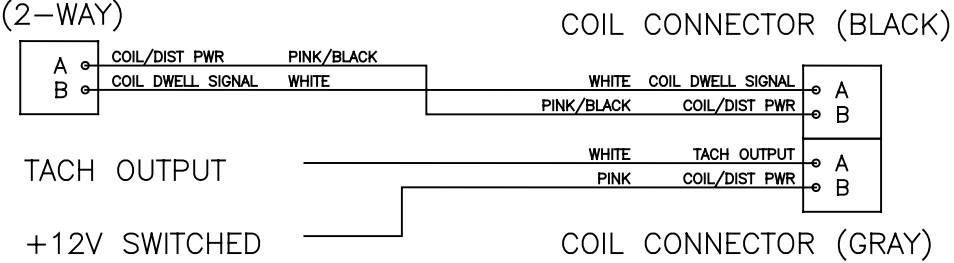 (2-WAY)
COIL CONNECTOR (BLACK)
A COIL/DIST PWR PINK/BLACK
B COIL DWELL SIGNAL WHITE
WHITE COIL DWELL SIGNAL A
PINK/BLACK COIL/DIST PWR B
TACH OUTPUT WHITE TACH OUTPUT A
PINK COIL/DIST PWR B
+12V SWITCHED
COIL CONNECTOR (GRAY)